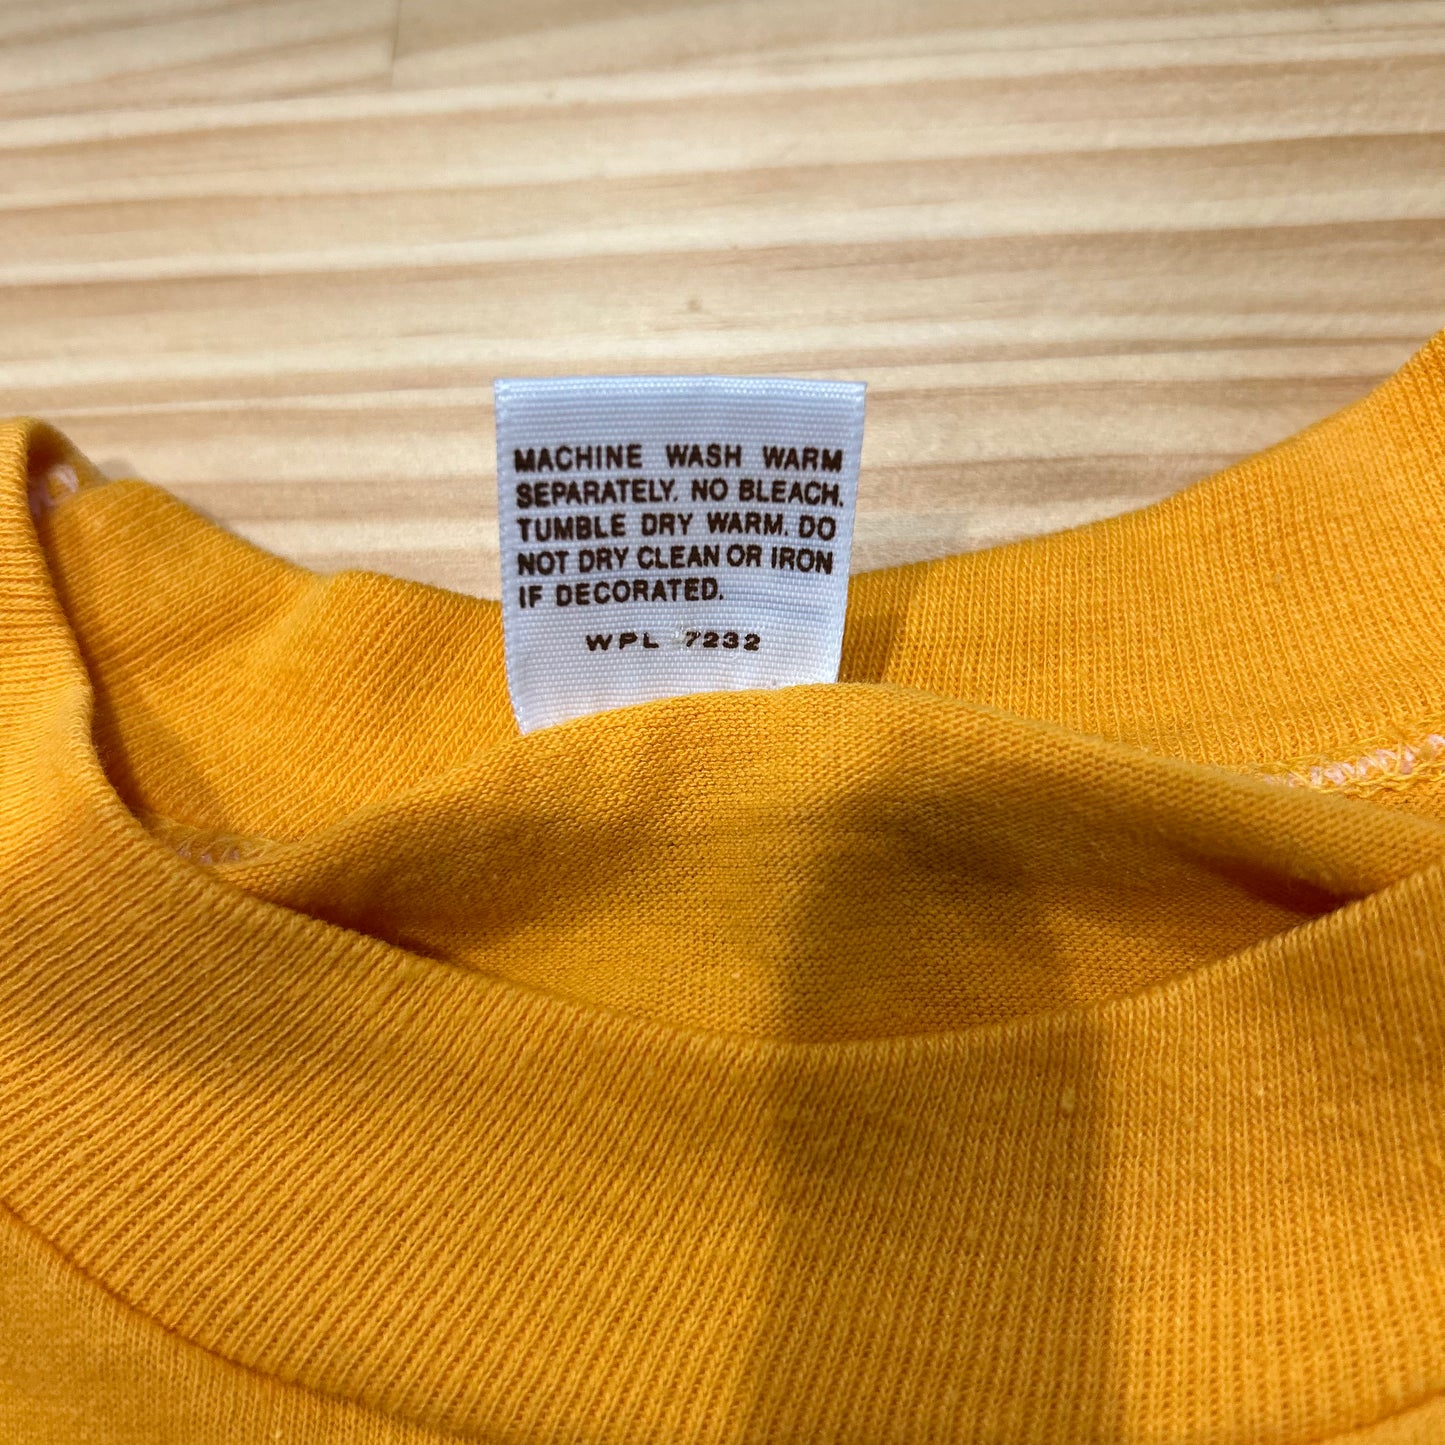 MACHINE WASH WARM
SEPARATELY. NO BLEACH.
TUMBLE DRY WARM. DO
NOT DRY CLEAN OR IRON
IF DECORATED.
WPL 7232